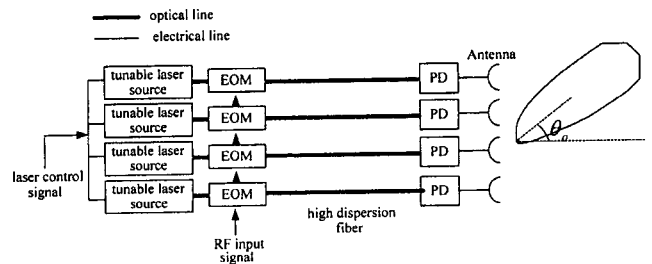 optical line
electrical line
Antenna
tunable laser
source
EOM
PD
tunable laser
source
EOM
PD
tunable laser
source
EOM
PD
tunable laser
source
EOM
PD
θo
laser control
signal
high dispersion
fiber
RF input
signal